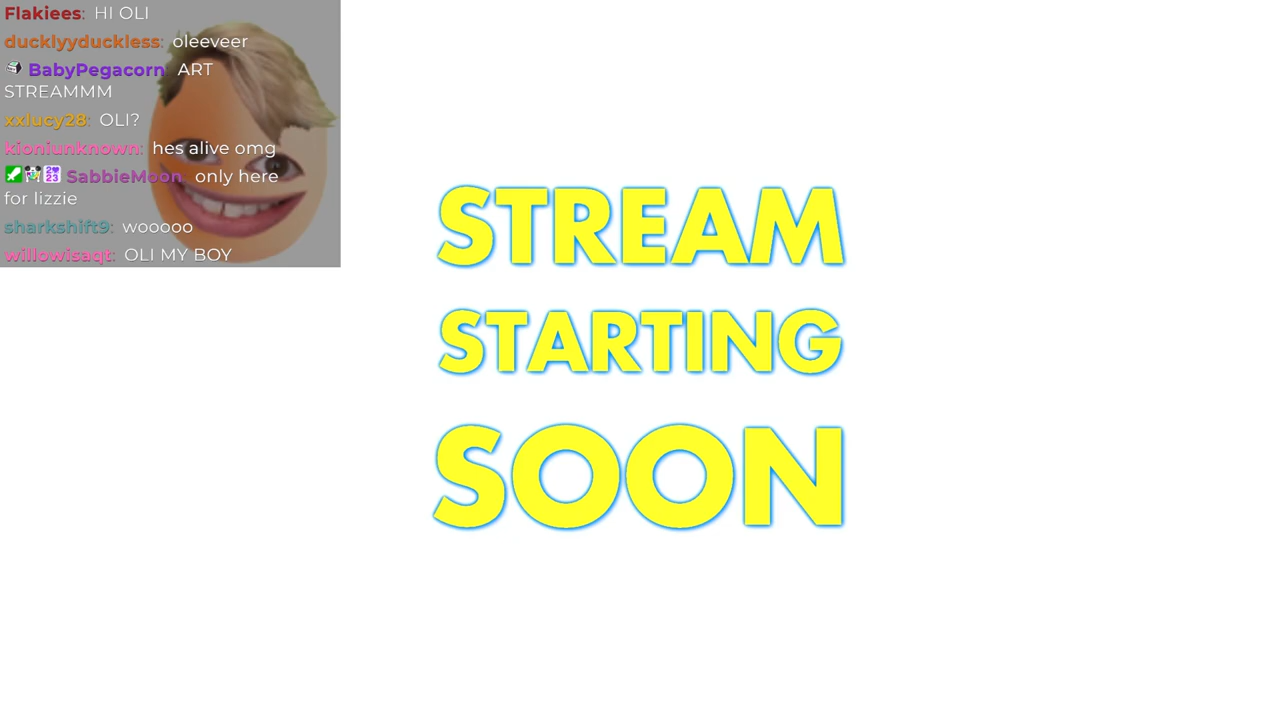 Flakiees: HI OLI
ducklyyduckless: oleeveer
BabyPegacorn: ART
STREAMMM
xxlucy28: OLI?
kioniunknown: hes alive omg
SabbieMoon: only here
for lizzie
sharkshift9: wooooo
willowisaqt: OLI MY BOY
STREAM
STARTING
SOON